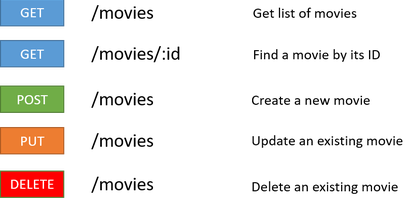 GET /movies Get list of movies
GET /movies/:id Find a movie by its ID
POST /movies Create a new movie
PUT /movies Update an existing movie
DELETE /movies Delete an existing movie